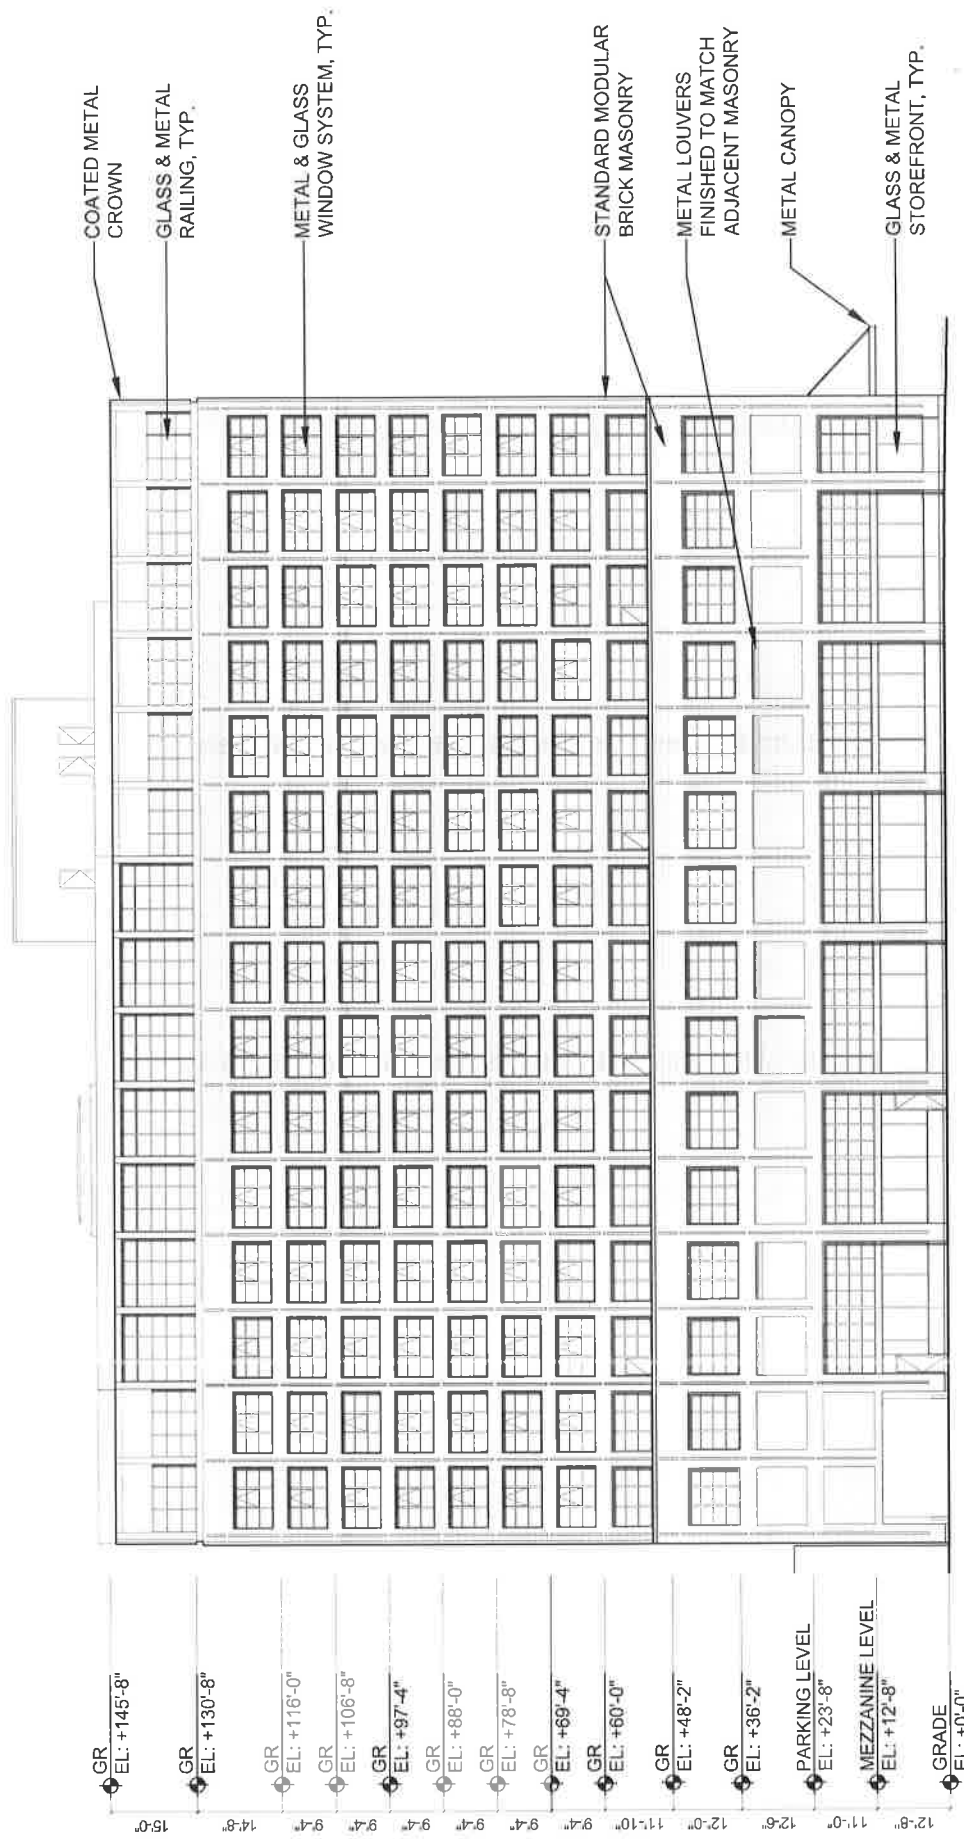 COATED METAL
CROWN
GLASS & METAL
RAILING, TYP.
METAL & GLASS
WINDOW SYSTEM, TYP.
STANDARD MODULAR
BRICK MASONRY
METAL LOUVERS
FINISHED TO MATCH
ADJACENT MASONRY
METAL CANOPY
GLASS & METAL
STOREFRONT, TYP.
GR
EL: +145'-8"
GR
EL: +130'-8"
GR
EL: +116'-0"
GR
EL: +106'-8"
GR
EL: +97'-4"
GR
EL: +88'-0"
GR
EL: +78'-8"
GR
EL: +69'-4"
GR
EL: +60'-0"
GR
EL: +48'-2"
GR
EL: +36'-2"
PARKING LEVEL
EL: +23'-8"
MEZZANINE LEVEL
EL: +12'-8"
GRADE
EL: +0'-0"
15'-0"
14'-8"
9'-4"
9'-4"
9'-4"
9'-4"
9'-4"
9'-4"
11'-10"
12'-0"
12'-6"
11'-0"
12'-8"